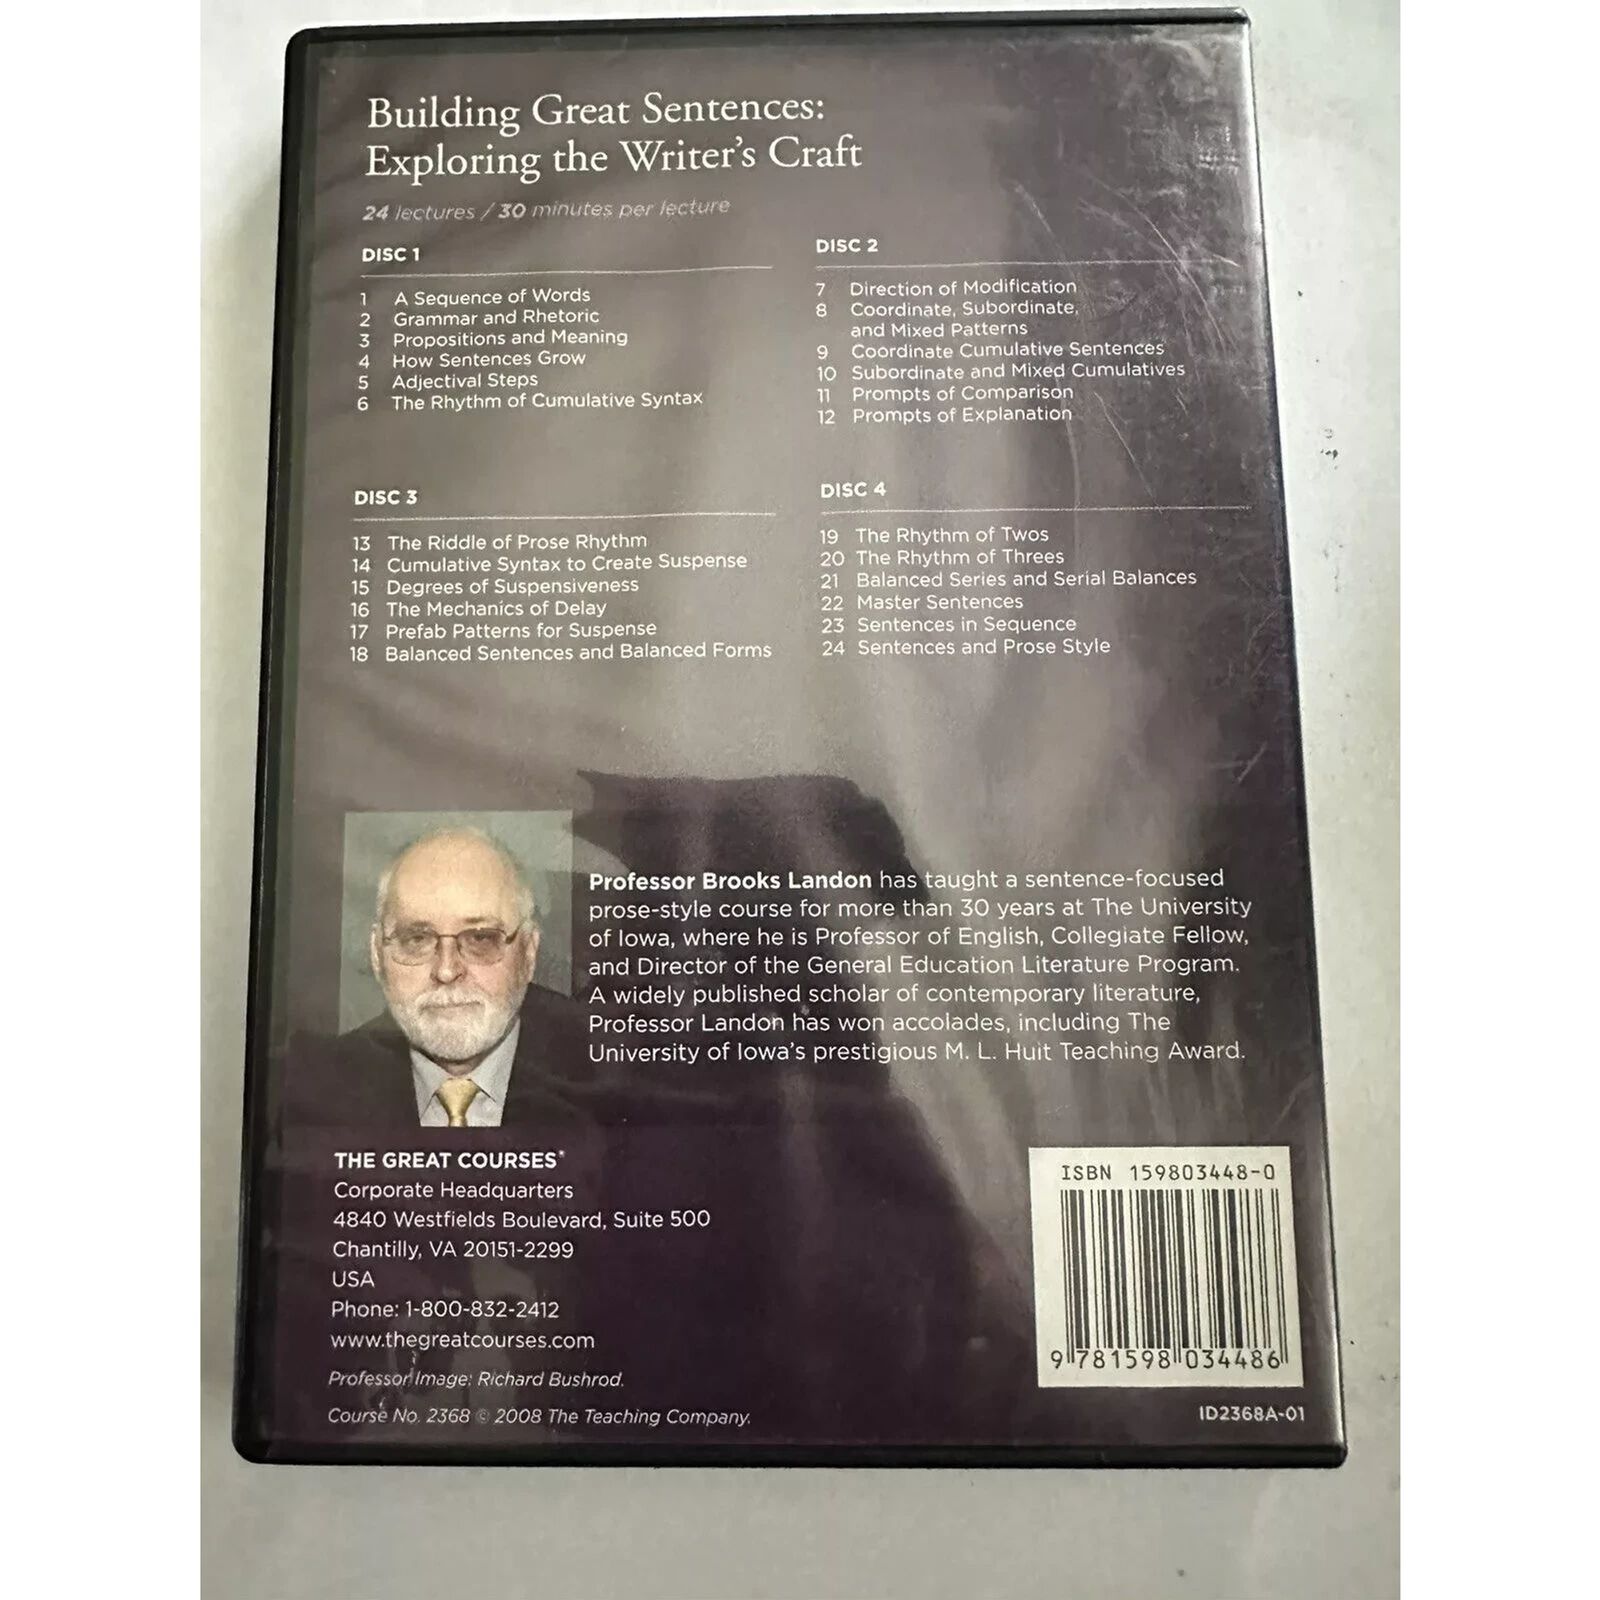 Building Great Sentences:
Exploring the Writer's Craft
24 lectures / 30 minutes per lecture
DISC 1
1 A Sequence of Words
2 Grammar and Rhetoric
3 Propositions and Meaning
4 How Sentences Grow
5 Adjectival Steps
6 The Rhythm of Cumulative Syntax
DISC 2
7 Direction of Modification
8 Coordinate, Subordinate,
and Mixed Patterns
9 Coordinate Cumulative Sentences
10 Subordinate and Mixed Cumulatives
11 Prompts of Comparison
12 Prompts of Explanation
DISC 3
13 The Riddle of Prose Rhythm
14 Cumulative Syntax to Create Suspense
15 Degrees of Suspensiveness
16 The Mechanics of Delay
17 Prefab Patterns for Suspense
18 Balanced Sentences and Balanced Forms
DISC 4
19 The Rhythm of Twos
20 The Rhythm of Threes
21 Balanced Series and Serial Balances
22 Master Sentences
23 Sentences in Sequence
24 Sentences and Prose Style
Professor Brooks Landon has taught a sentence-focused
prose-style course for more than 30 years at The University
of Iowa, where he is Professor of English, Collegiate Fellow,
and Director of the General Education Literature Program.
A widely published scholar of contemporary literature,
Professor Landon has won accolades, including The
University of Iowa's prestigious M. L. Huit Teaching Award.
THE GREAT COURSES®
Corporate Headquarters
4840 Westfields Boulevard, Suite 500
Chantilly, VA 20151-2299
USA
Phone: 1-800-832-2412
www.thegreatcourses.com
Professor Image: Richard Bushrod.
Course No. 2368 © 2008 The Teaching Company.
ISBN 159803448-0
9 781598 034486
ID2368A-01